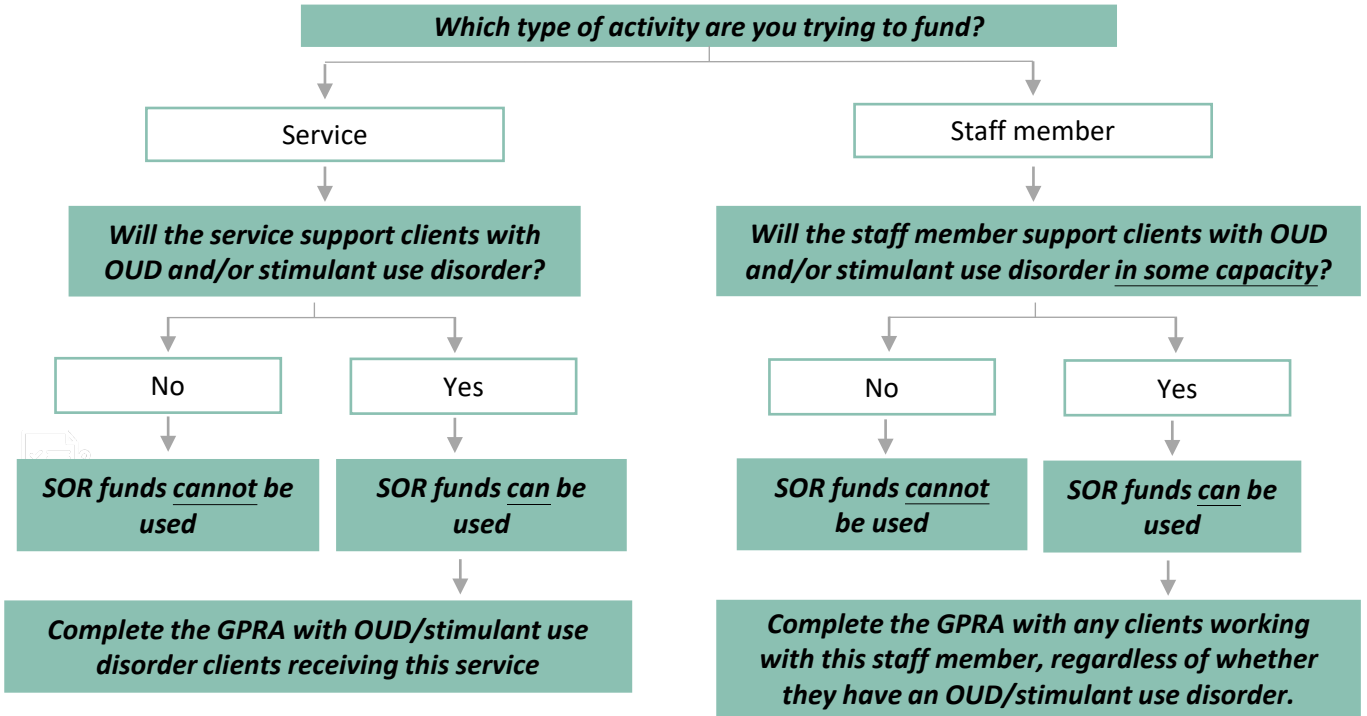 Which type of activity are you trying to fund?
Service
Staff member
Will the service support clients with
OUD and/or stimulant use disorder?
Will the staff member support clients with OUD
and/or stimulant use disorder in some capacity?
No
Yes
No
Yes
SOR funds cannot be
used
SOR funds can be
used
SOR funds cannot
be used
SOR funds can be
used
Complete the GPRA with OUD/stimulant use
disorder clients receiving this service
Complete the GPRA with any clients working
with this staff member, regardless of whether
they have an OUD/stimulant use disorder.